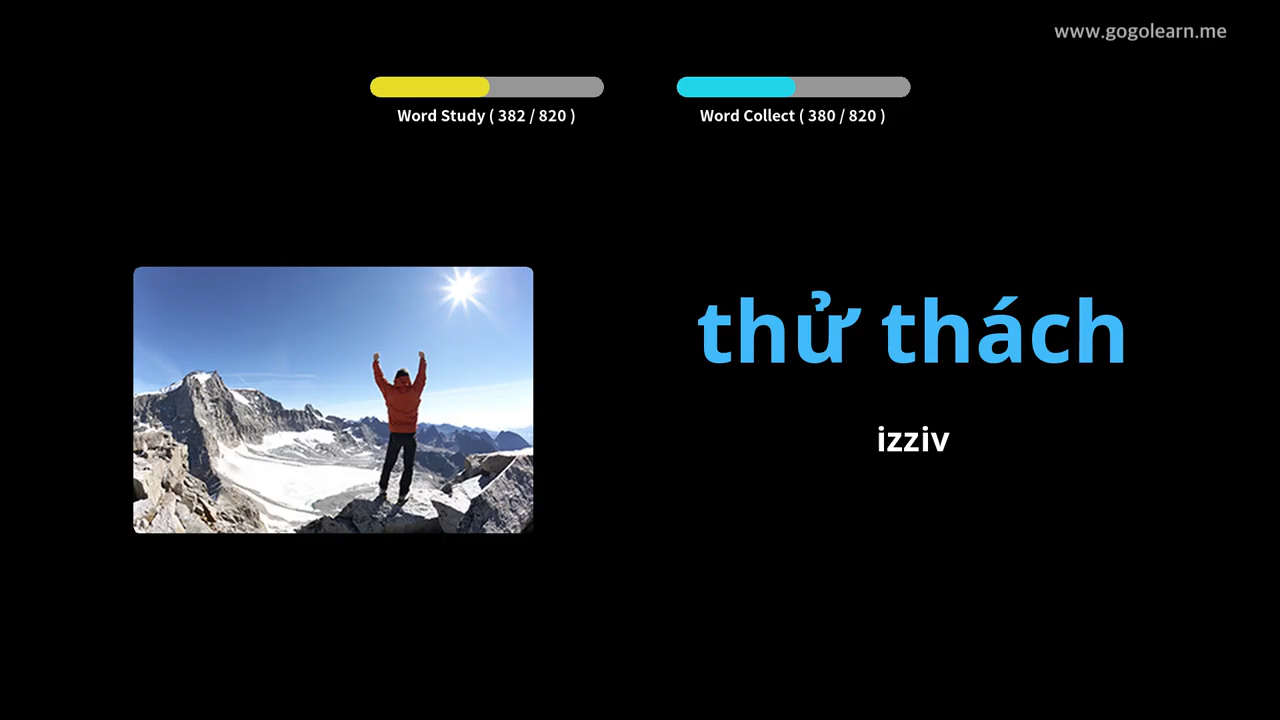 www.gogolearn.me
Word Study ( 382 / 820 )
Word Collect ( 380 / 820 )
thử thách
izziv